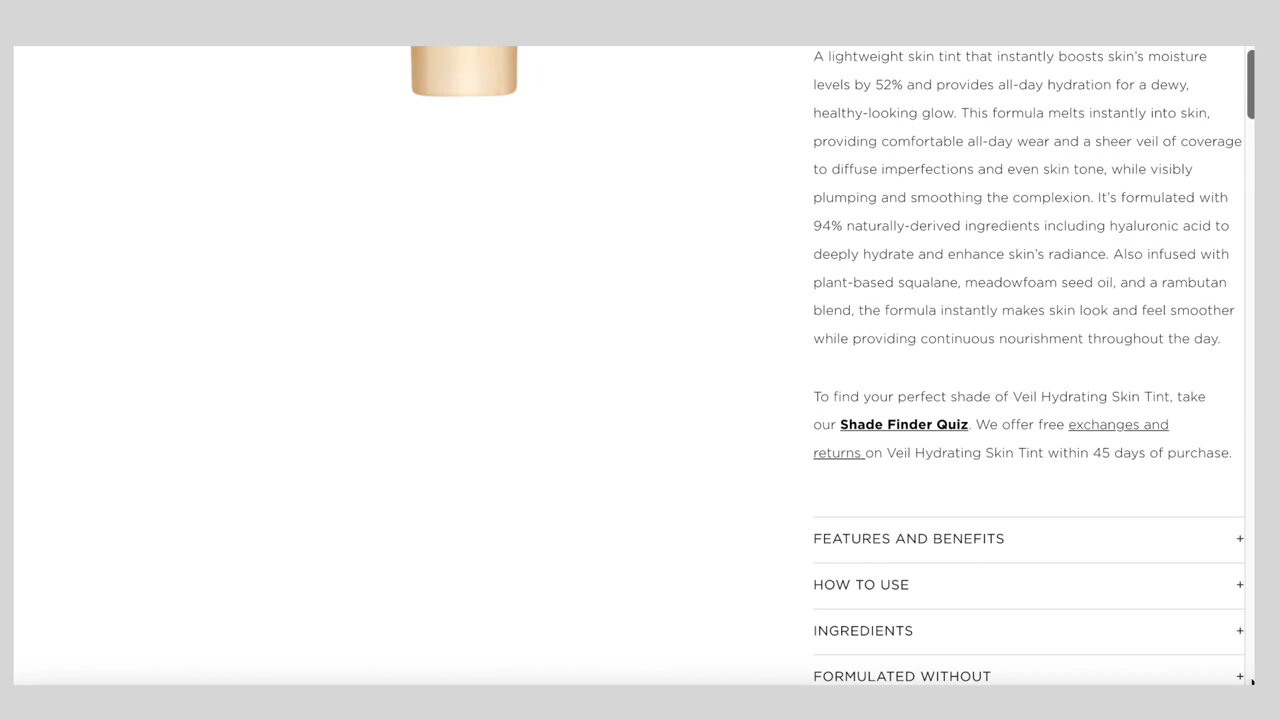 A lightweight skin tint that instantly boosts skin’s moisture
levels by 52% and provides all-day hydration for a dewy,
healthy-looking glow. This formula melts instantly into skin,
providing comfortable all-day wear and a sheer veil of coverage
to diffuse imperfections and even skin tone, while visibly
plumping and smoothing the complexion. It’s formulated with
94% naturally-derived ingredients including hyaluronic acid to
deeply hydrate and enhance skin’s radiance. Also infused with
plant-based squalane, meadowfoam seed oil, and a rambutan
blend, the formula instantly makes skin look and feel smoother
while providing continuous nourishment throughout the day.
To find your perfect shade of Veil Hydrating Skin Tint, take
our Shade Finder Quiz. We offer free exchanges and
returns on Veil Hydrating Skin Tint within 45 days of purchase.
FEATURES AND BENEFITS +
HOW TO USE +
INGREDIENTS +
FORMULATED WITHOUT +